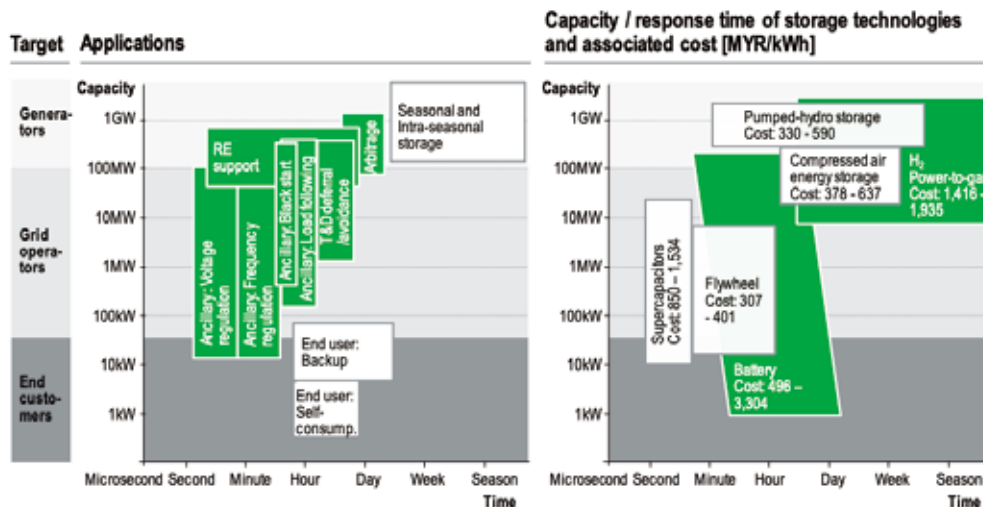 Target
Applications
Capacity / response time of storage technologies
and associated cost [MYR/kWh]
Genera-
tors
Grid
opera-
tors
End
custo-
mers
Capacity
1GW
100MW
10MW
1MW
100kW
10kW
1kW
RE
support
Arbitrage
Seasonal and
Intra-seasonal
storage
Ancillary: Voltage
regulation
Ancillary: Frequency
regulation
Ancillary: Black start
Ancillary: Load following
T&D deferral
/avoidance
End user:
Backup
End user:
Self-
consump.
Microsecond
Second
Minute
Hour
Day
Week
Season
Time
Capacity
1GW
100MW
10MW
1MW
100kW
10kW
1kW
Pumped-hydro storage
Cost: 330 - 590
Compressed air
energy storage
Cost: 378 - 637
H₂
Power-to-gas
Cost: 1,416 –
1,935
Supercapacitors
Cost: 850 – 1,534
Flywheel
Cost: 307
- 401
Battery
Cost: 496 –
3,304
Microsecond
Second
Minute
Hour
Day
Week
Season
Time